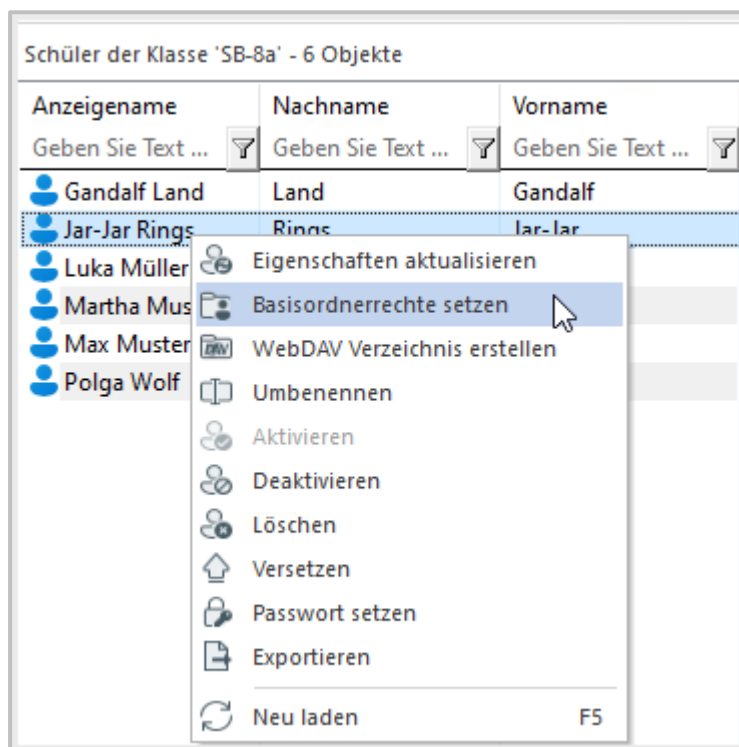 Schüler der Klasse 'SB-8a' - 6 Objekte
Anzeigename Nachname Vorname
Geben Sie Text ... Geben Sie Text ... Geben Sie Text ...
Gandalf Land Land Gandalf
Jar-Jar Rings Rings Jar-Jar
Luka Müller
Martha Mus
Max Muster
Polga Wolf
Eigenschaften aktualisieren
Basisordnerrechte setzen
DAV WebDAV Verzeichnis erstellen
Umbenennen
Aktivieren
Deaktivieren
Löschen
Versetzen
Passwort setzen
Exportieren
Neu laden F5